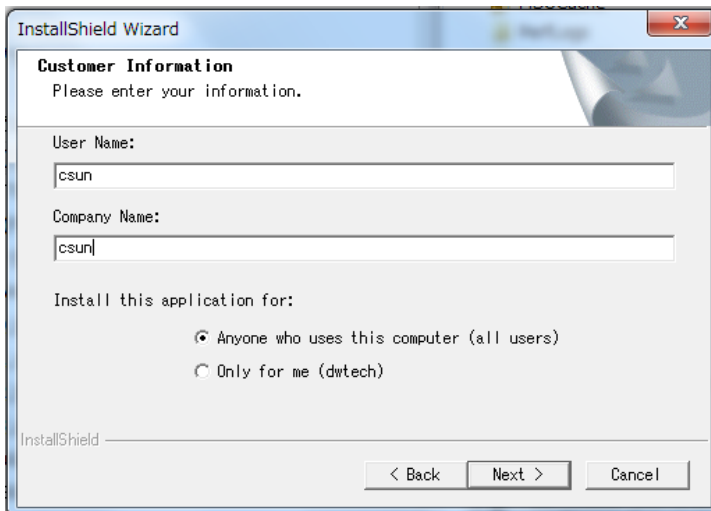 InstallShield Wizard
Customer Information
Please enter your information.
User Name:
csun
Company Name:
csun
Install this application for:
Anyone who uses this computer (all users)
Only for me (dwtech)
InstallShield
< Back Next > Cancel